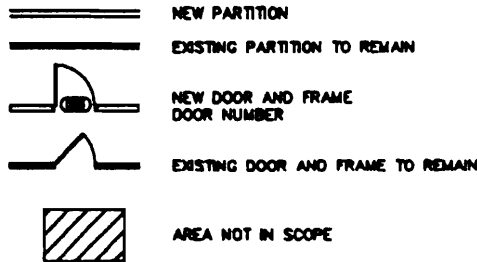 NEW PARTITION
EXISTING PARTITION TO REMAIN
NEW DOOR AND FRAME
DOOR NUMBER
EXISTING DOOR AND FRAME TO REMAIN
AREA NOT IN SCOPE